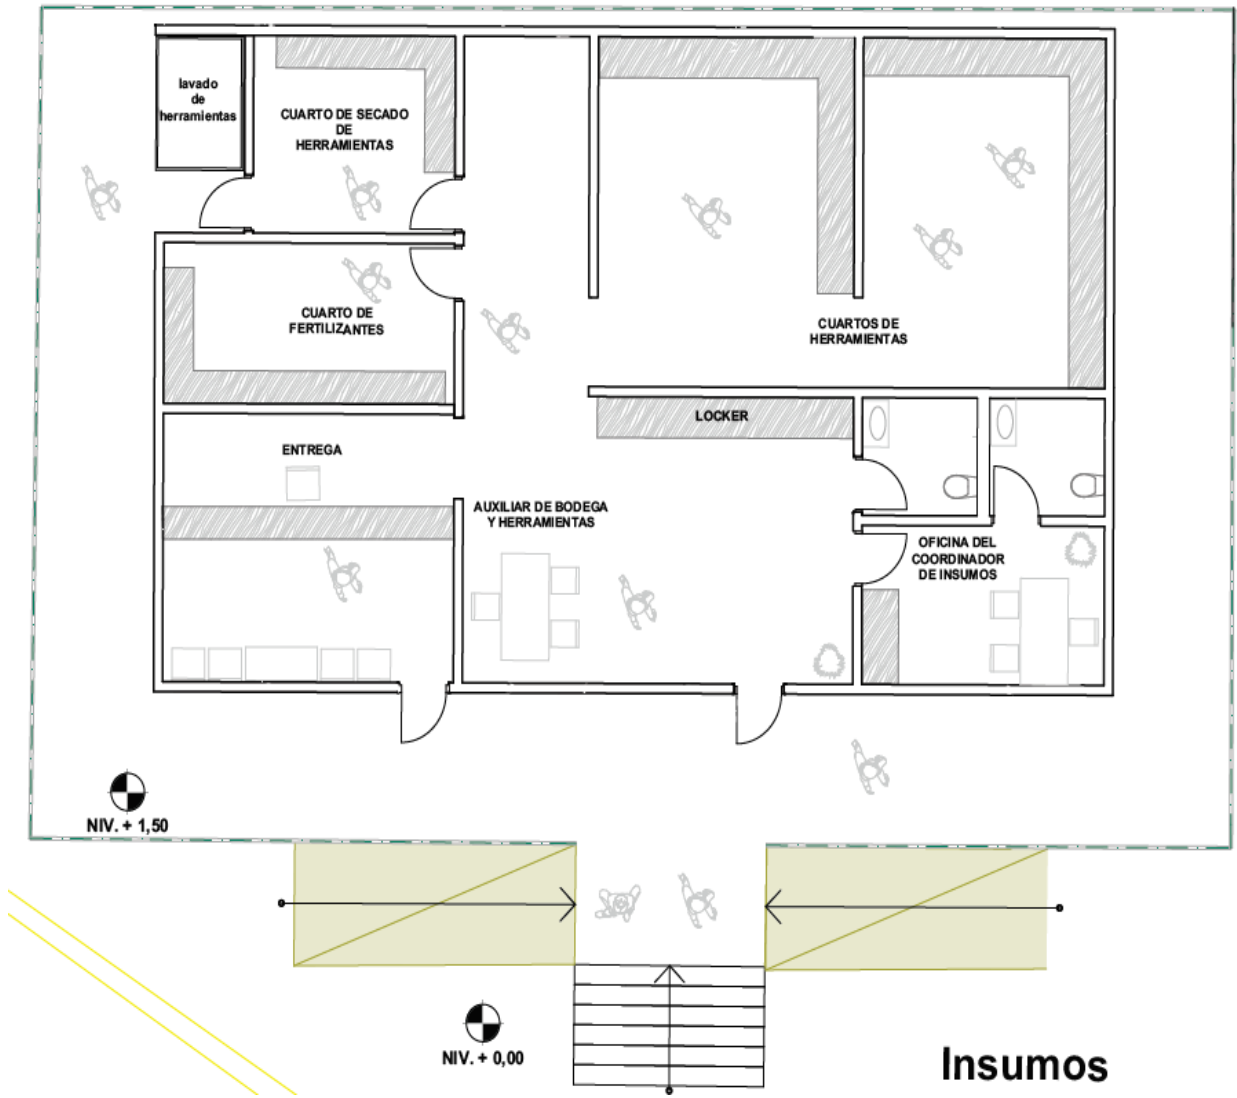 lavado
de
herramientas
CUARTO DE SECADO
DE
HERRAMIENTAS
CUARTO DE
FERTILIZANTES
CUARTOS DE
HERRAMIENTAS
LOCKER
ENTREGA
AUXILIAR DE BODEGA
Y HERRAMIENTAS
OFICINA DEL
COORDINADOR
DE INSUMOS
NIV. + 1,50
NIV. + 0,00
Insumos